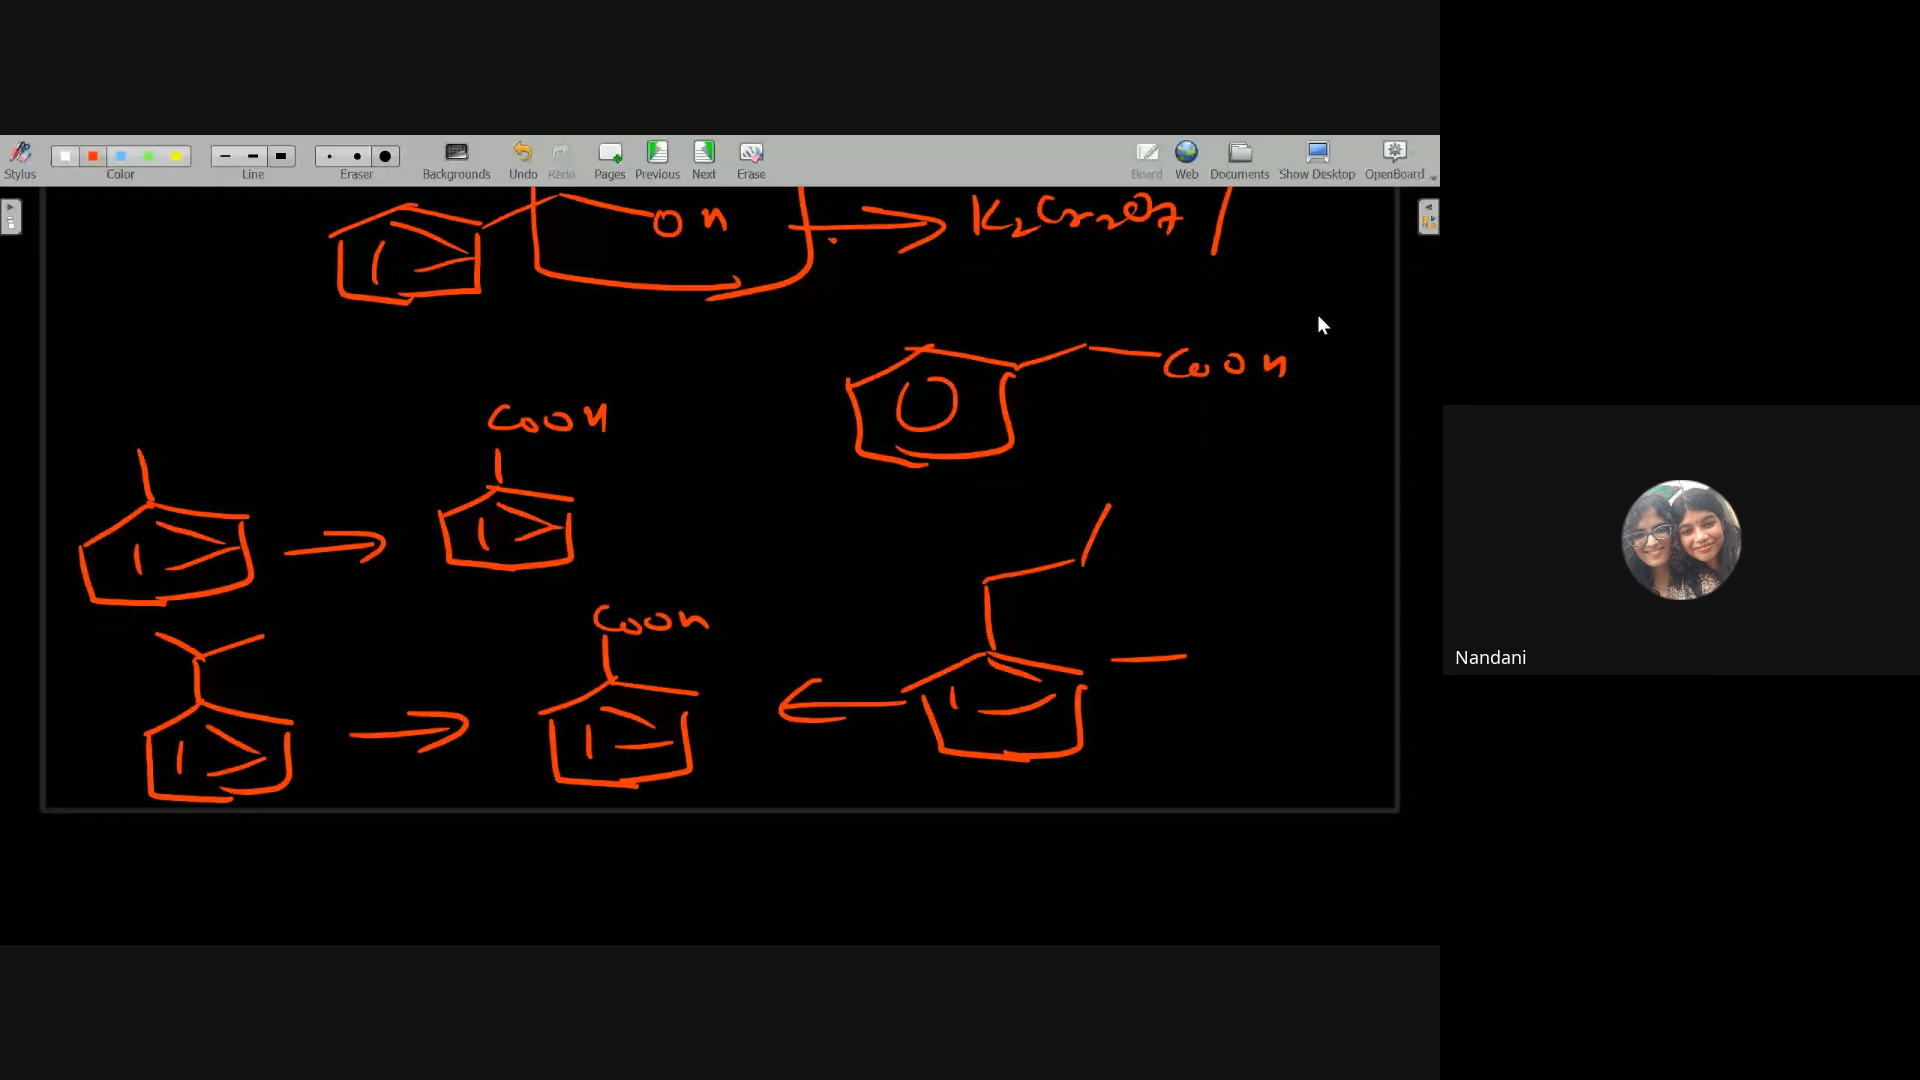 Stylus Color Line Eraser Backgrounds Undo Redo Pages Previous Next Erase Board Web Documents Show Desktop OpenBoard
OH K₂Cr₂O₇
COOH
COOH
COOH
Nandani